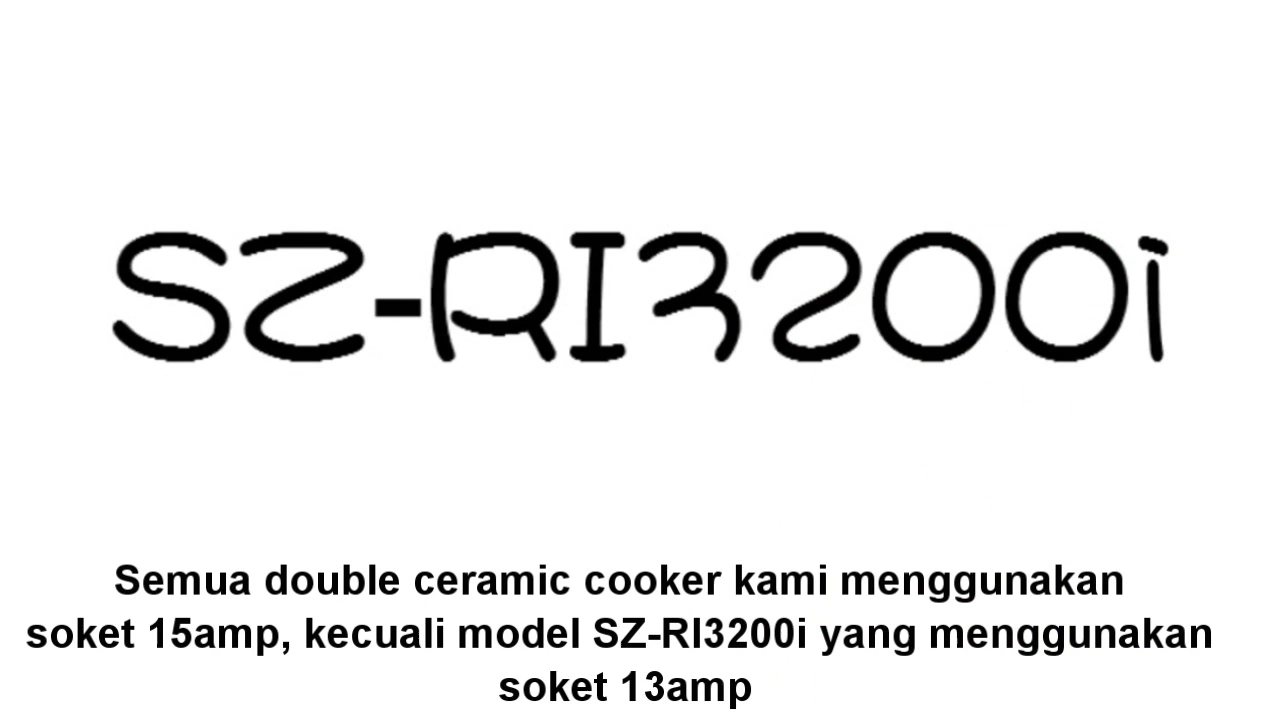 SZ-RI3200i
Semua double ceramic cooker kami menggunakan
soket 15amp, kecuali model SZ-RI3200i yang menggunakan
soket 13amp